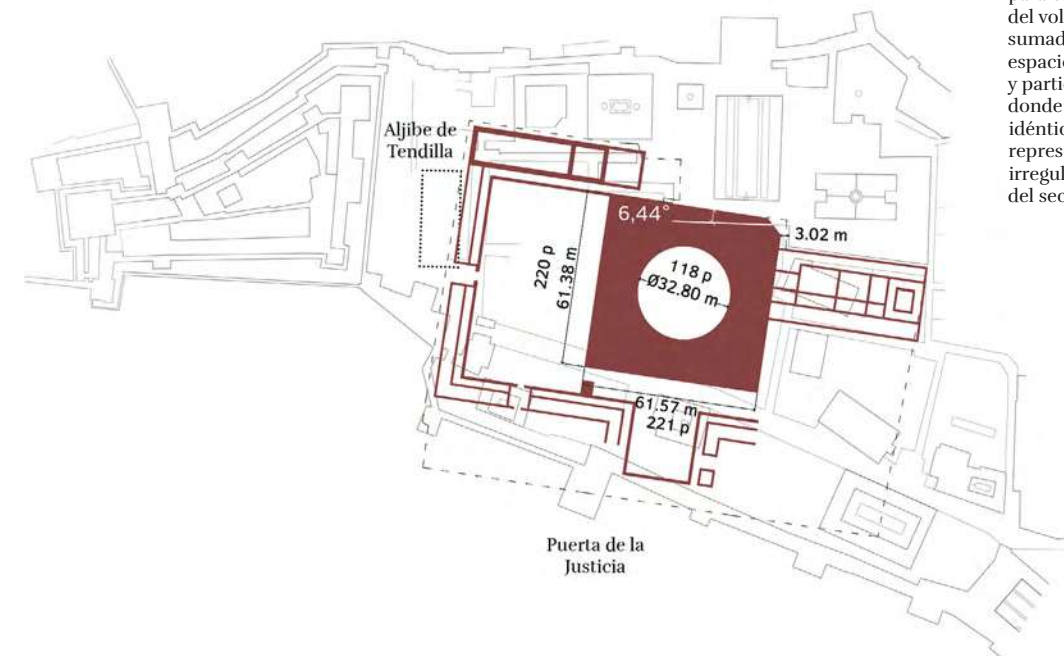 del vol
sumad
espacio
y parti
donde
idéntic
repres
irregul
del sec
Aljibe de
Tendilla
6,44°
3.02 m
220 p
61.38 m
118 p
Ø32.80 m
61.57 m
221 p
Puerta de la
Justicia